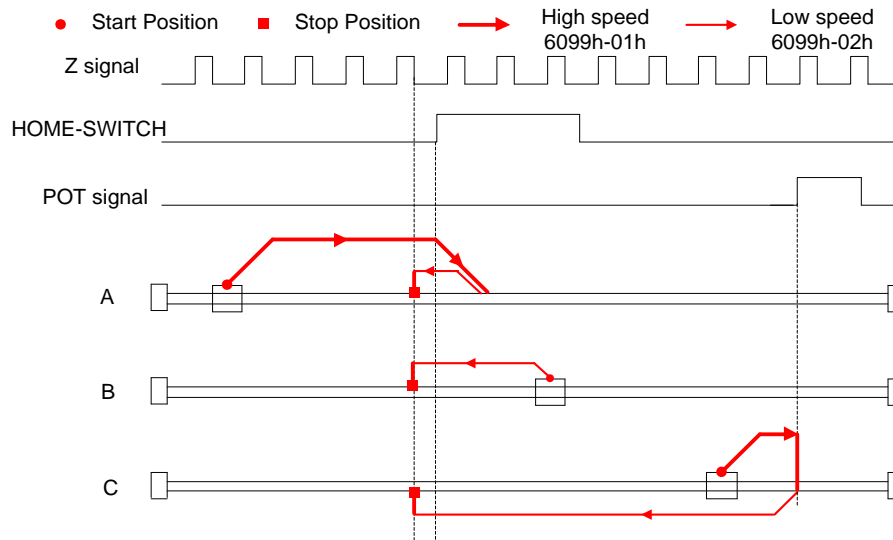 Start Position
Stop Position
High speed
6099h-01h
Low speed
6099h-02h
Z signal
HOME-SWITCH
POT signal
A
B
C